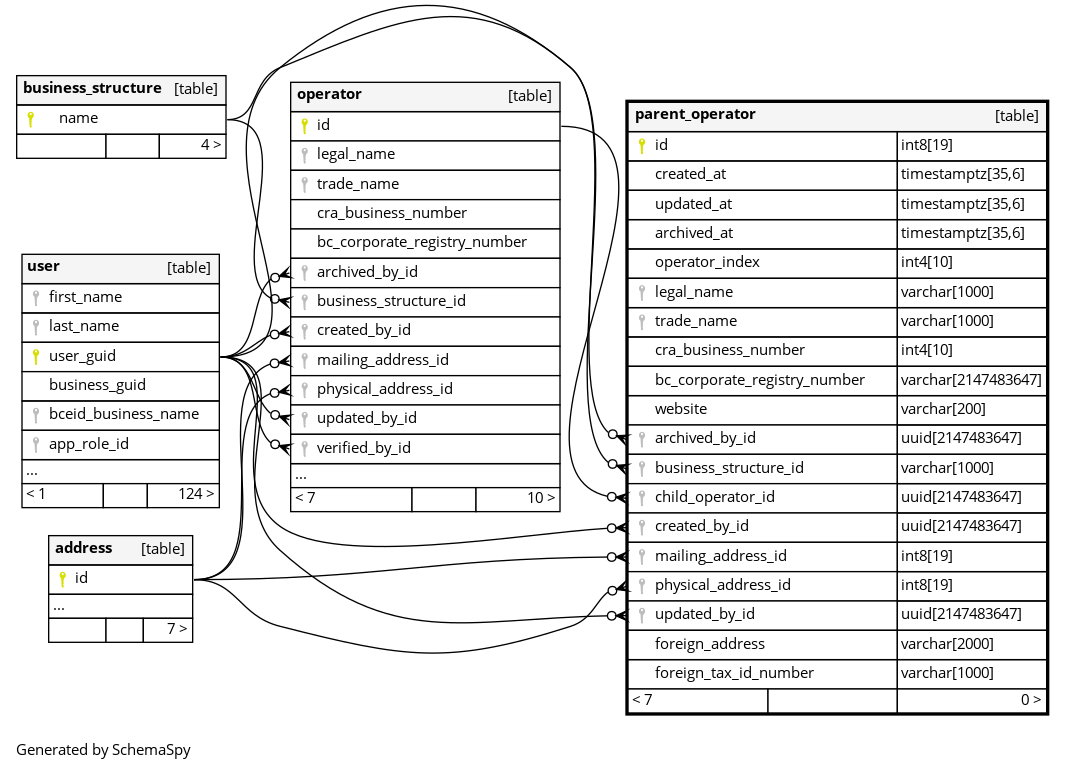 business_structure [table]
name
4 >
operator [table]
id
legal_name
trade_name
cra_business_number
bc_corporate_registry_number
archived_by_id
business_structure_id
created_by_id
mailing_address_id
physical_address_id
updated_by_id
verified_by_id
...
< 7 10 >
parent_operator [table]
id int8[19]
created_at timestamptz[35,6]
updated_at timestamptz[35,6]
archived_at timestamptz[35,6]
operator_index int4[10]
legal_name varchar[1000]
trade_name varchar[1000]
cra_business_number int4[10]
bc_corporate_registry_number varchar[2147483647]
website varchar[200]
archived_by_id uuid[2147483647]
business_structure_id varchar[1000]
child_operator_id uuid[2147483647]
created_by_id uuid[2147483647]
mailing_address_id int8[19]
physical_address_id int8[19]
updated_by_id uuid[2147483647]
foreign_address varchar[2000]
foreign_tax_id_number varchar[1000]
< 7 0 >
user [table]
first_name
last_name
user_guid
business_guid
bceid_business_name
app_role_id
...
< 1 124 >
address [table]
id
...
7 >
Generated by SchemaSpy